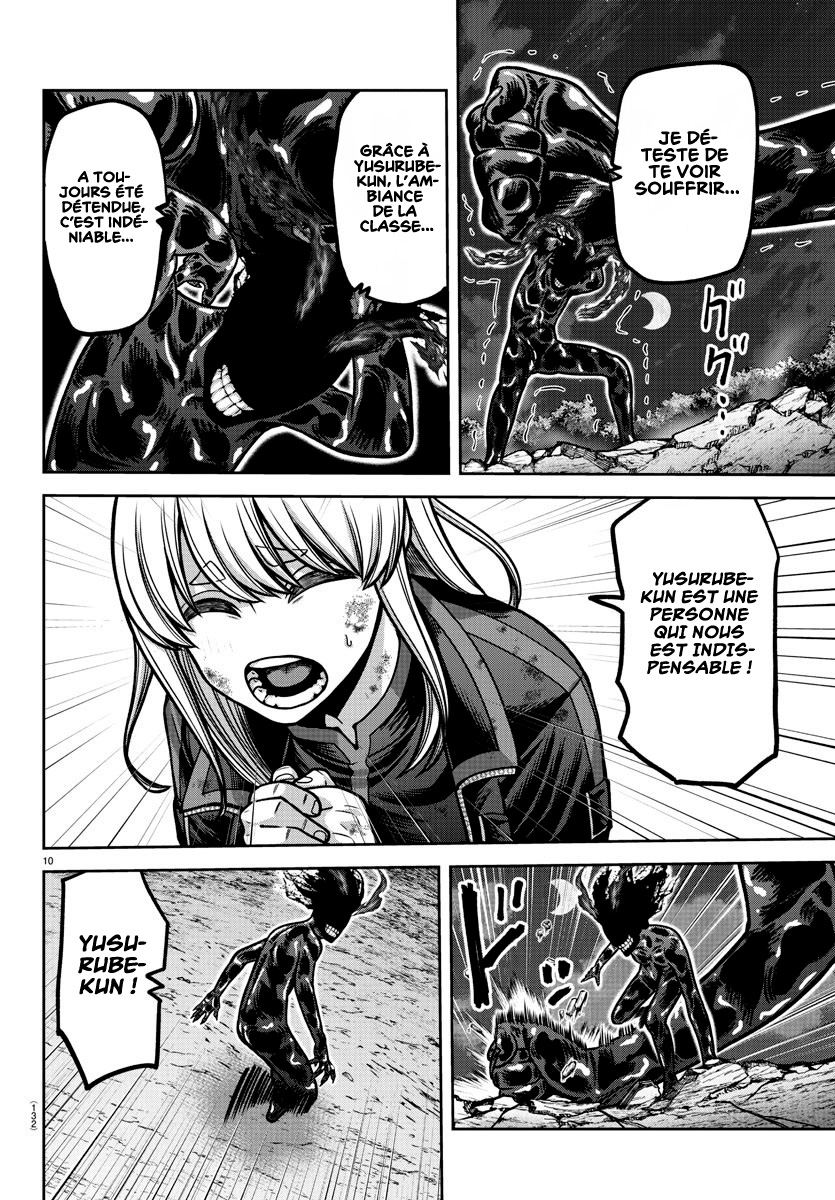 JE DÉ-
TESTE DE
TE VOIR
SOUFFRIR...
ググ...
GRÂCE À
YUSURUBE-
KUN, L'AM-
BIANCE
DE LA
CLASSE...
A TOU-
JOURS ÉTÉ
DÉTENDUE,
C'EST INDÉ-
NIABLE...
YUSURUBE-
KUN EST UNE
PERSONNE
QUI NOUS
EST INDIS-
PENSABLE !
10
ドド
YUSU-
RUBE-
KUN !
(132)